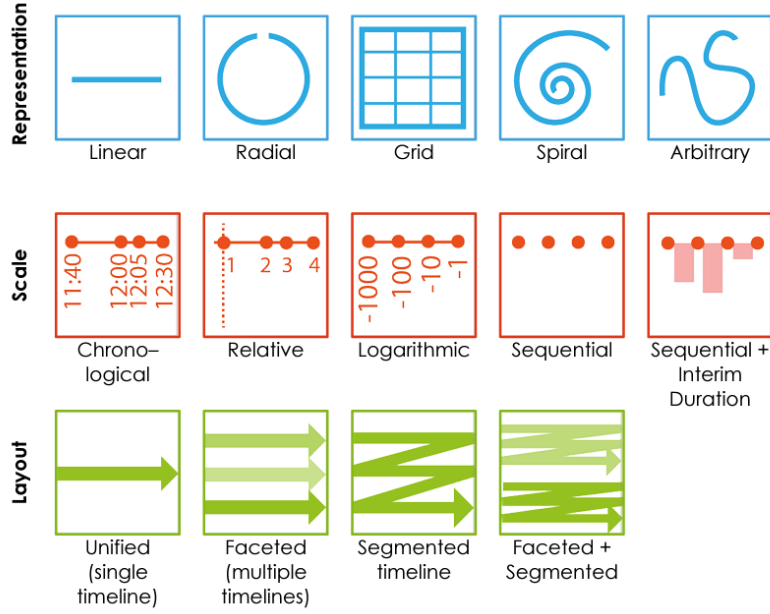 Representation
Linear
Radial
Grid
Spiral
Arbitrary
Scale
11:40
12:00
12:05
12:30
1
2
3
4
-1000
-100
-10
-1
Chrono–
logical
Relative
Logarithmic
Sequential
Sequential +
Interim
Duration
Layout
Unified
(single
timeline)
Faceted
(multiple
timelines)
Segmented
timeline
Faceted +
Segmented